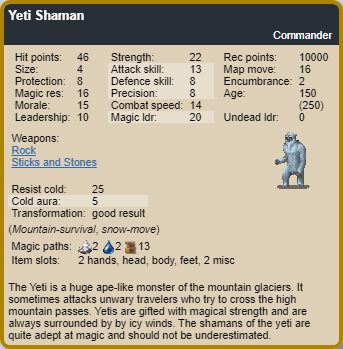 Yeti Shaman
Commander
Hit points: 46 Strength: 22 Rec points: 10000
Size: 4 Attack skill: 13 Map move: 16
Protection: 8 Defence skill: 8 Encumbrance: 2
Magic res: 16 Precision: 8 Age: 150
Morale: 15 Combat speed: 14 (250)
Leadership: 10 Magic ldr: 20 Undead ldr: 0
Weapons:
Rock
Sticks and Stones
Resist cold: 25
Cold aura: 5
Transformation: good result
(Mountain-survival, snow-move)
Magic paths: 2 2 13
Item slots: 2 hands, head, body, feet, 2 misc
The Yeti is a huge ape-like monster of the mountain glaciers. It
sometimes attacks unwary travelers who try to cross the high
mountain passes. Yetis are gifted with magical strength and are
always surrounded by by icy winds. The shamans of the yeti are
quite adept at magic and should not be underestimated.